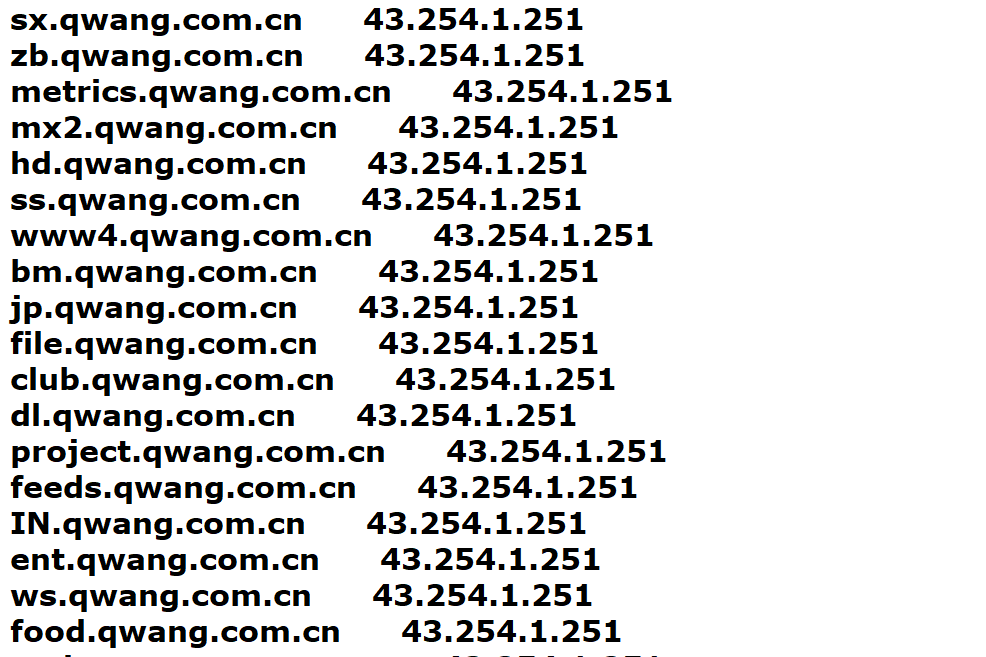 sx.qwang.com.cn 43.254.1.251
zb.qwang.com.cn 43.254.1.251
metrics.qwang.com.cn 43.254.1.251
mx2.qwang.com.cn 43.254.1.251
hd.qwang.com.cn 43.254.1.251
ss.qwang.com.cn 43.254.1.251
www4.qwang.com.cn 43.254.1.251
bm.qwang.com.cn 43.254.1.251
jp.qwang.com.cn 43.254.1.251
file.qwang.com.cn 43.254.1.251
club.qwang.com.cn 43.254.1.251
dl.qwang.com.cn 43.254.1.251
project.qwang.com.cn 43.254.1.251
feeds.qwang.com.cn 43.254.1.251
IN.qwang.com.cn 43.254.1.251
ent.qwang.com.cn 43.254.1.251
ws.qwang.com.cn 43.254.1.251
food.qwang.com.cn 43.254.1.251